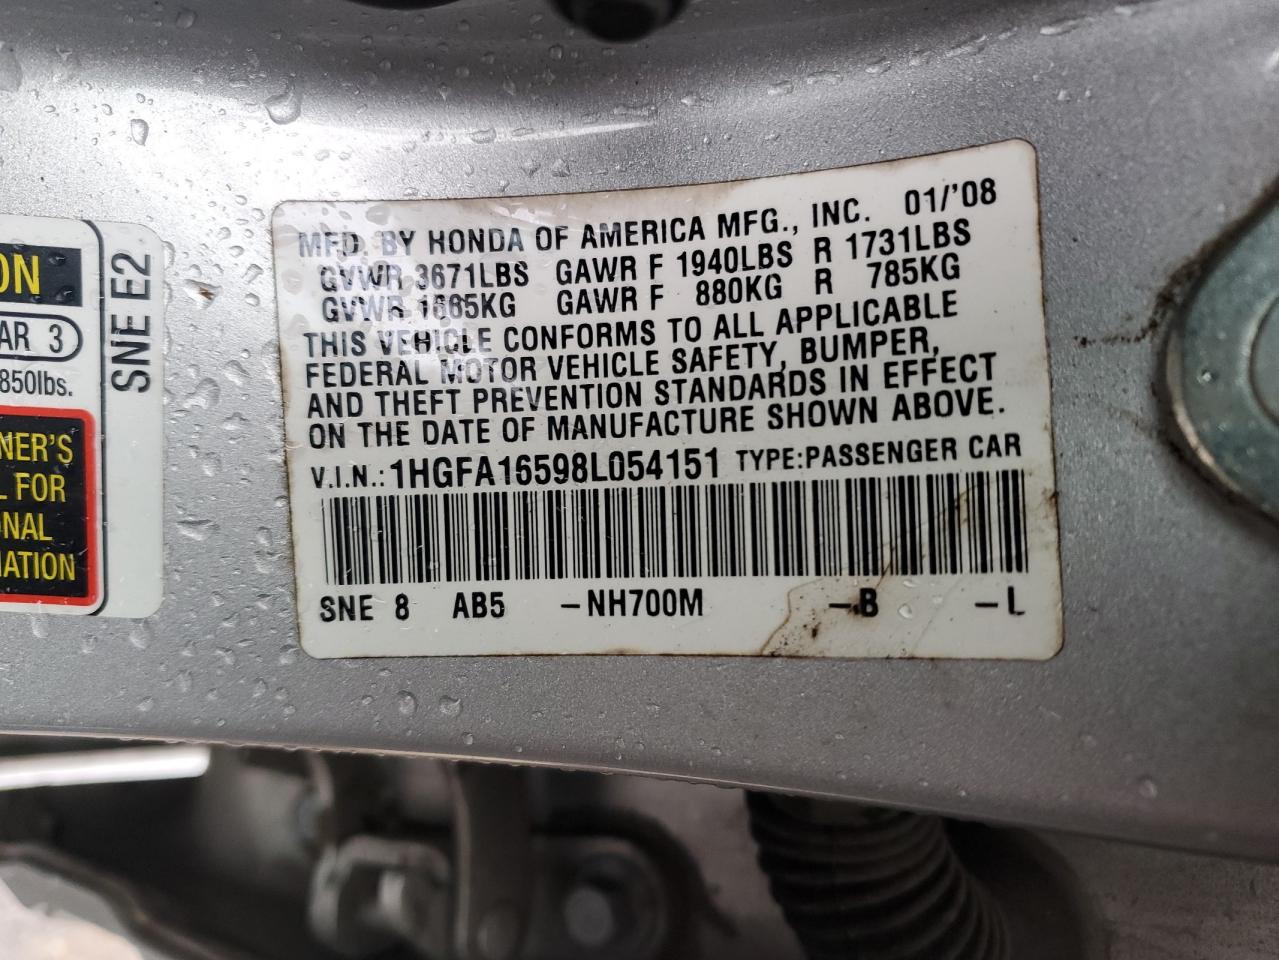 ON
AR 3
850lbs.
NER'S
L FOR
ONAL
MATION
SNE E2
MFD. BY HONDA OF AMERICA MFG., INC. 01/'08
GVWR 3671LBS GAWR F 1940LBS R 1731LBS
GVWR 1665KG GAWR F 880KG R 785KG
THIS VEHICLE CONFORMS TO ALL APPLICABLE
FEDERAL MOTOR VEHICLE SAFETY, BUMPER,
AND THEFT PREVENTION STANDARDS IN EFFECT
ON THE DATE OF MANUFACTURE SHOWN ABOVE.
V.I.N.: 1HGFA16598L054151 TYPE:PASSENGER CAR
SNE 8 AB5 -NH700M -B -L